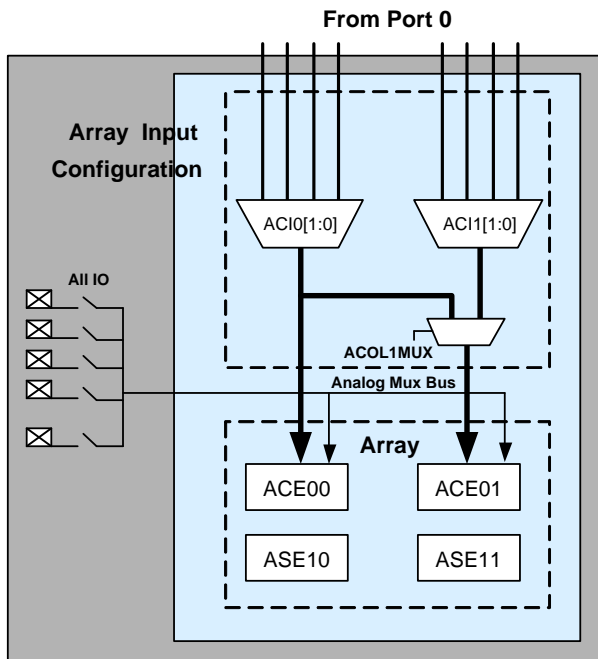 From Port 0
Array Input
Configuration
ACI0[1:0]
ACI1[1:0]
All IO
ACOL1MUX
Analog Mux Bus
Array
ACE00
ACE01
ASE10
ASE11